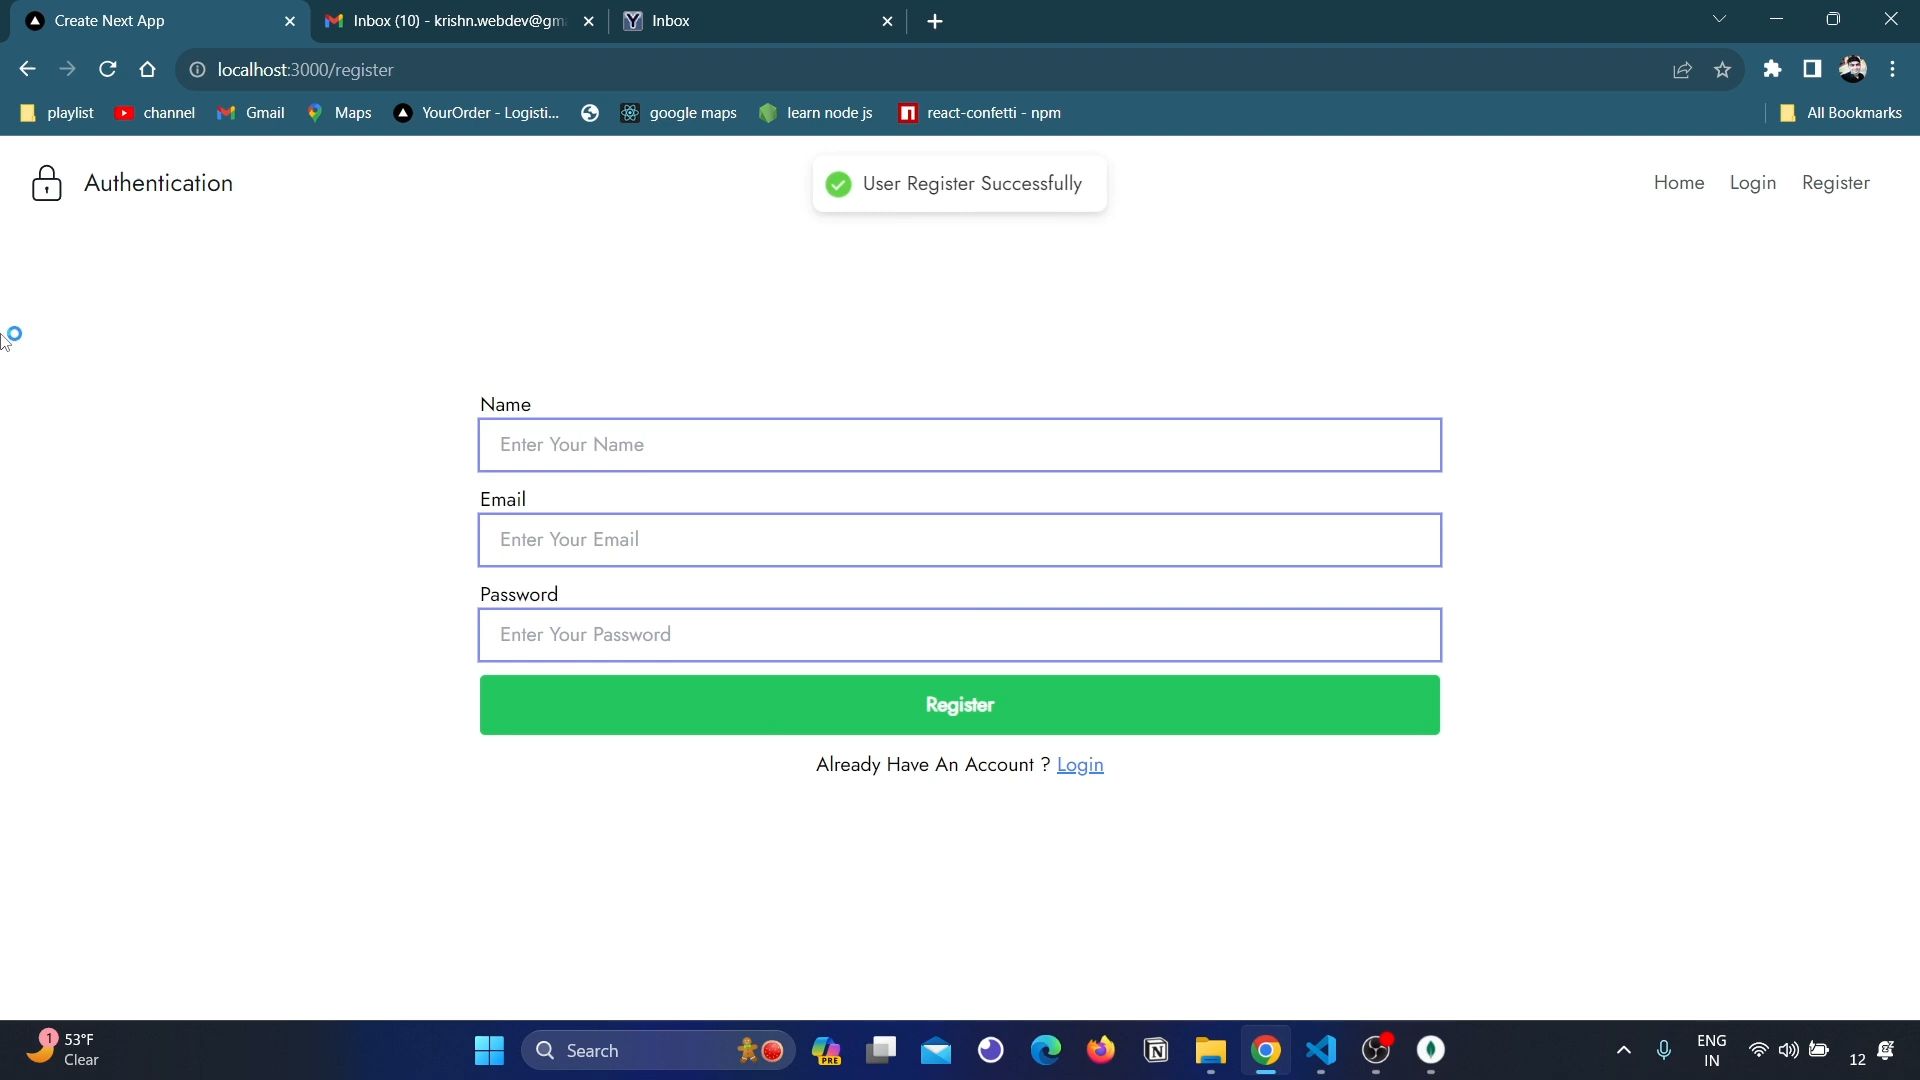 Create Next App
Inbox (10) - krishn.webdev@gm
Inbox
localhost:3000/register
playlist
channel
Gmail
Maps
YourOrder - Logisti...
google maps
learn node js
react-confetti - npm
All Bookmarks
Authentication
User Register Successfully
Home
Login
Register
Name
Enter Your Name
Email
Enter Your Email
Password
Enter Your Password
Register
Already Have An Account ? Login
1
53°F
Clear
Search
PRE
ENG
IN
12